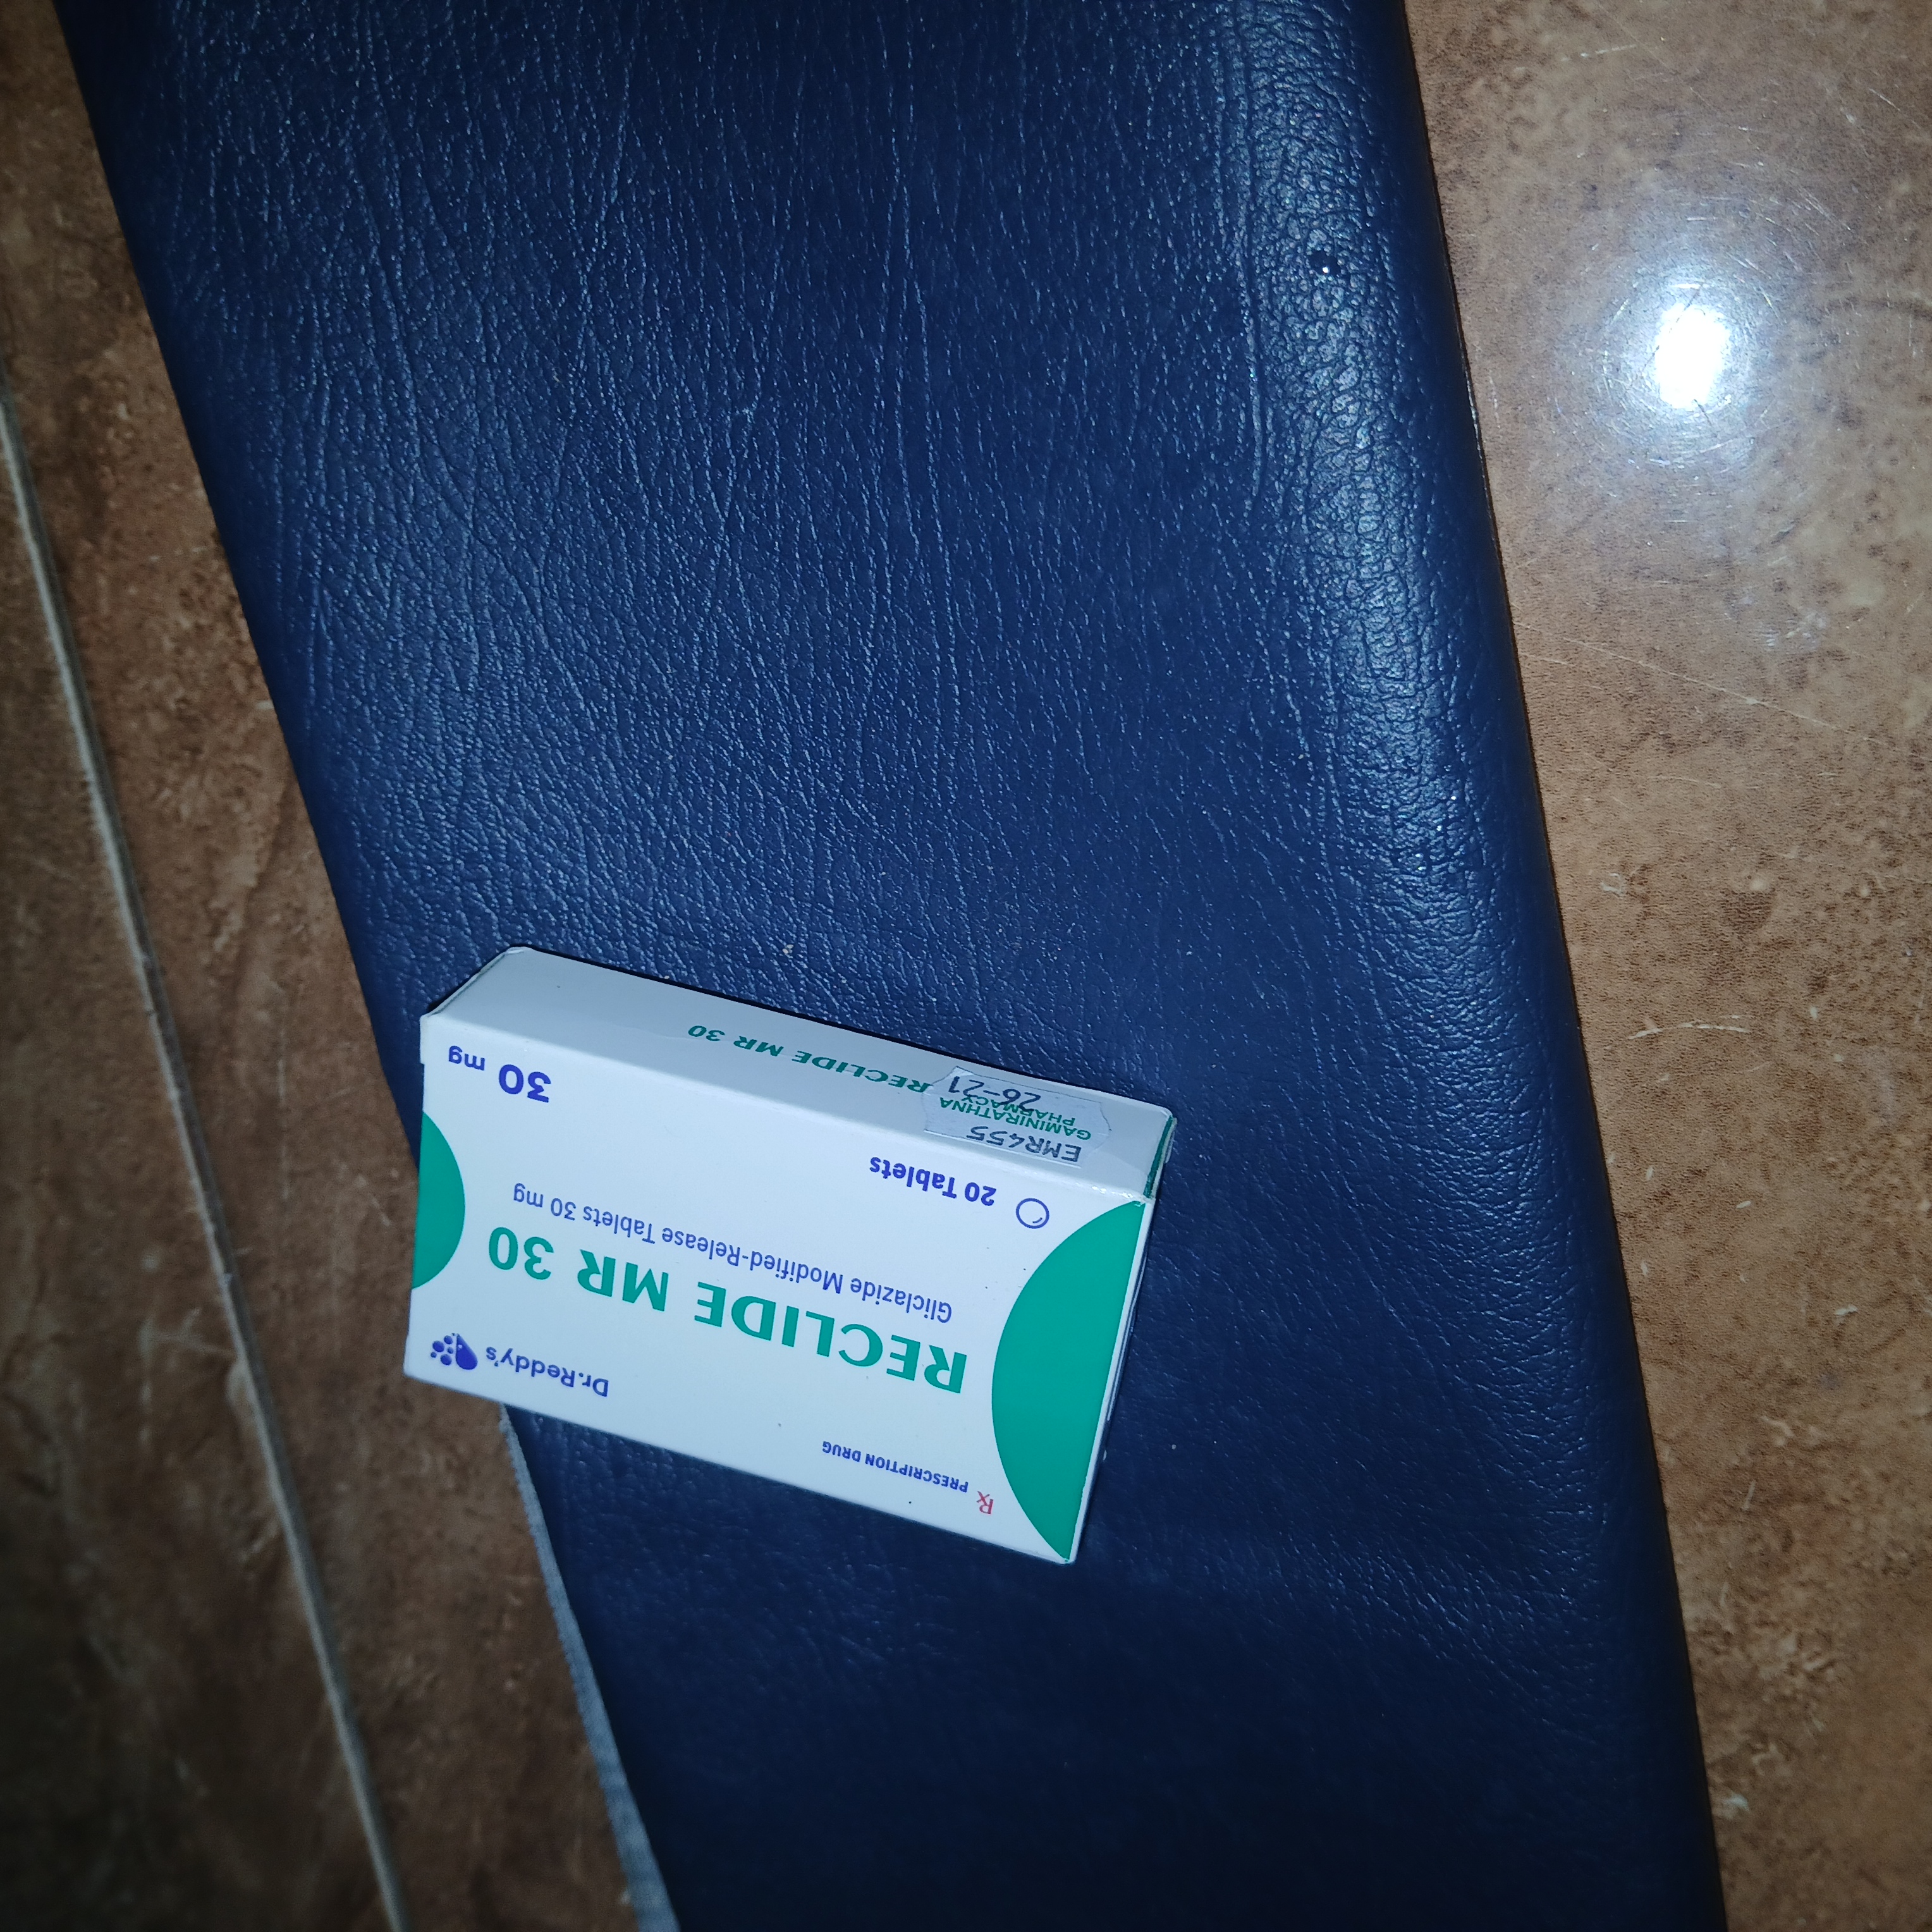 Dr.Reddy's
℞ PRESCRIPTION DRUG
RECLIDE MR 30
Gliclazide Modified-Release Tablets 30 mg
20 Tablets
30 mg
RECLIDE MR 30
EMR455
GAMINIRATHNA
PHARMACY
26-21